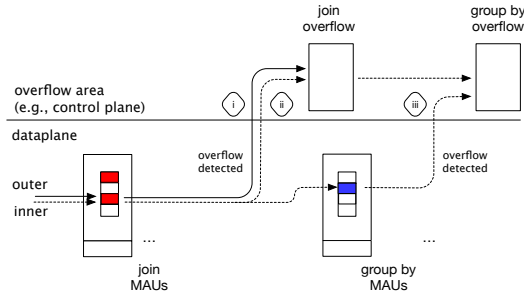 join
overflow
group by
overflow
i
ii
iii
overflow area
(e.g., control plane)
dataplane
overflow
detected
overflow
detected
outer
inner
...
...
join
MAUs
group by
MAUs